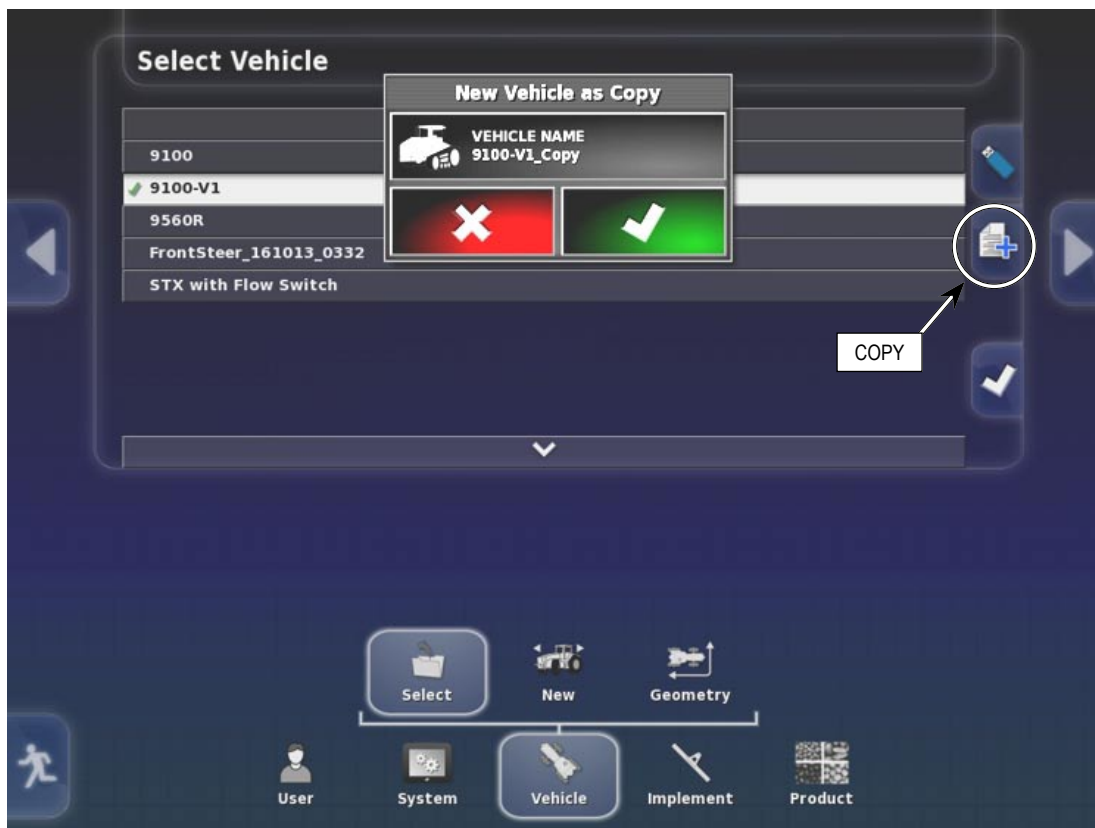 Select Vehicle
New Vehicle as Copy
VEHICLE NAME
9100-V1_Copy
9100
9100-V1
9560R
FrontSteer_161013_0332
STX with Flow Switch
COPY
Select
New
Geometry
User
System
Vehicle
Implement
Product